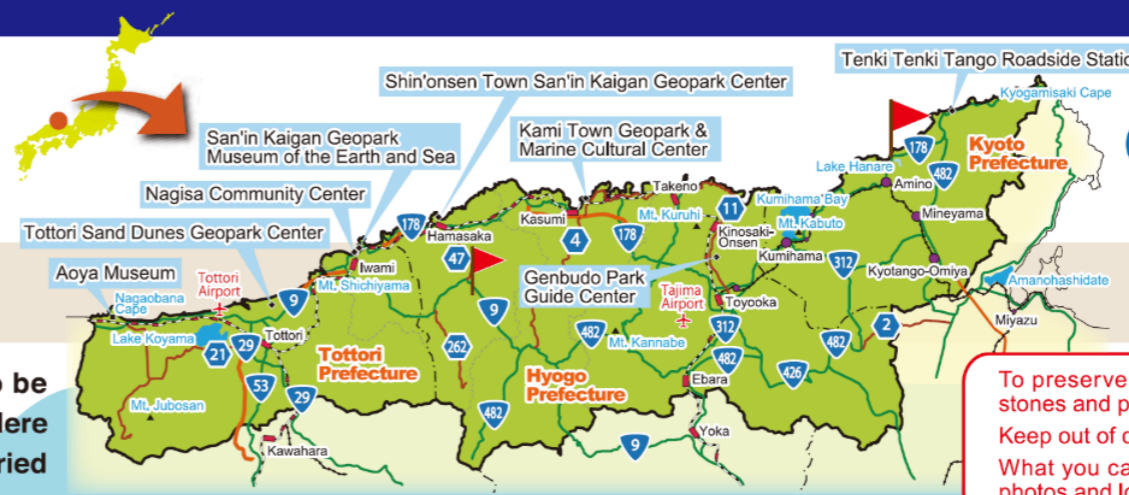 Tenki Tenki Tango Roadside
Kyogamisaki Cape
Shin'onsen Town San'in Kaigan Geopark Center
San'in Kaigan Geopark
Museum of the Earth and Sea
Kami Town Geopark &
Marine Cultural Center
178
Kyoto
Prefecture
482
Lake Hanare
Amino
Nagisa Community Center
Takeno
Kumihama Bay
Mt. Kabuto
Mineyama
Tottori Sand Dunes Geopark Center
178
Hamasaka
Kasumi
4
178
Mt. Kuruhi
11
Kinosaki-
Onsen
Kumihama
312
Kyotango-Omiya
Aoya Museum
Iwami
Mt. Shichiyama
47
Genbudo Park
Guide Center
Tajima
Airport
Toyooka
Amanohashidate
Miyazu
Nagaobana
Cape
Tottori
Airport
9
9
Lake Koyama
21
29
Tottori
262
482
Mt. Kannabe
312
482
482
2
Tottori
Prefecture
Hyogo
Prefecture
Ebara
426
Mt. Jubosan
53
29
482
Kawahara
Yoka
9
be
ried
To preserve
stones and
Keep out of
What you
photos and